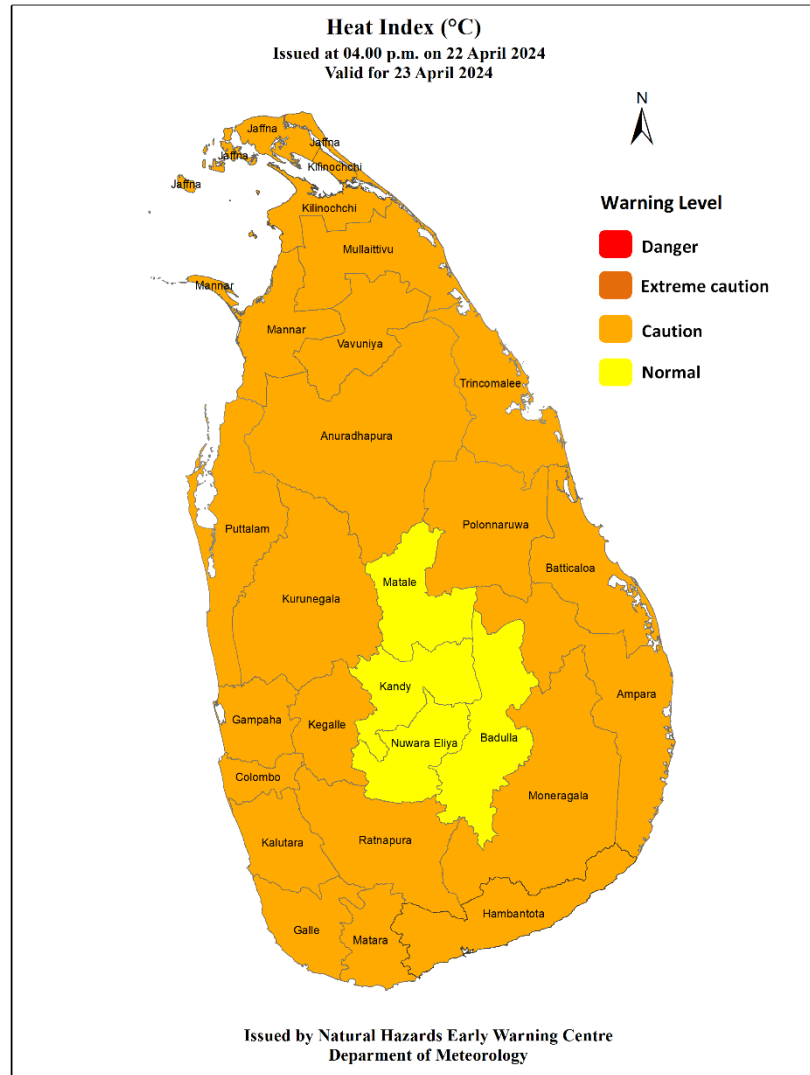 Heat Index (°C)
Issued at 04.00 p.m. on 22 April 2024
Valid for 23 April 2024
N
Jaffna
Jaffna
Jaffna
Kilinochchi
Jaffna
Kilinochchi
Mullaittivu
Mannar
Mannar
Vavuniya
Trincomalee
Anuradhapura
Polonnaruwa
Puttalam
Batticaloa
Matale
Kurunegala
Kandy
Ampara
Gampaha
Kegalle
Nuwara Eliya
Badulla
Colombo
Moneragala
Kalutara
Ratnapura
Hambantota
Galle
Matara
Warning Level
Danger
Extreme caution
Caution
Normal
Issued by Natural Hazards Early Warning Centre
Deparment of Meteorology